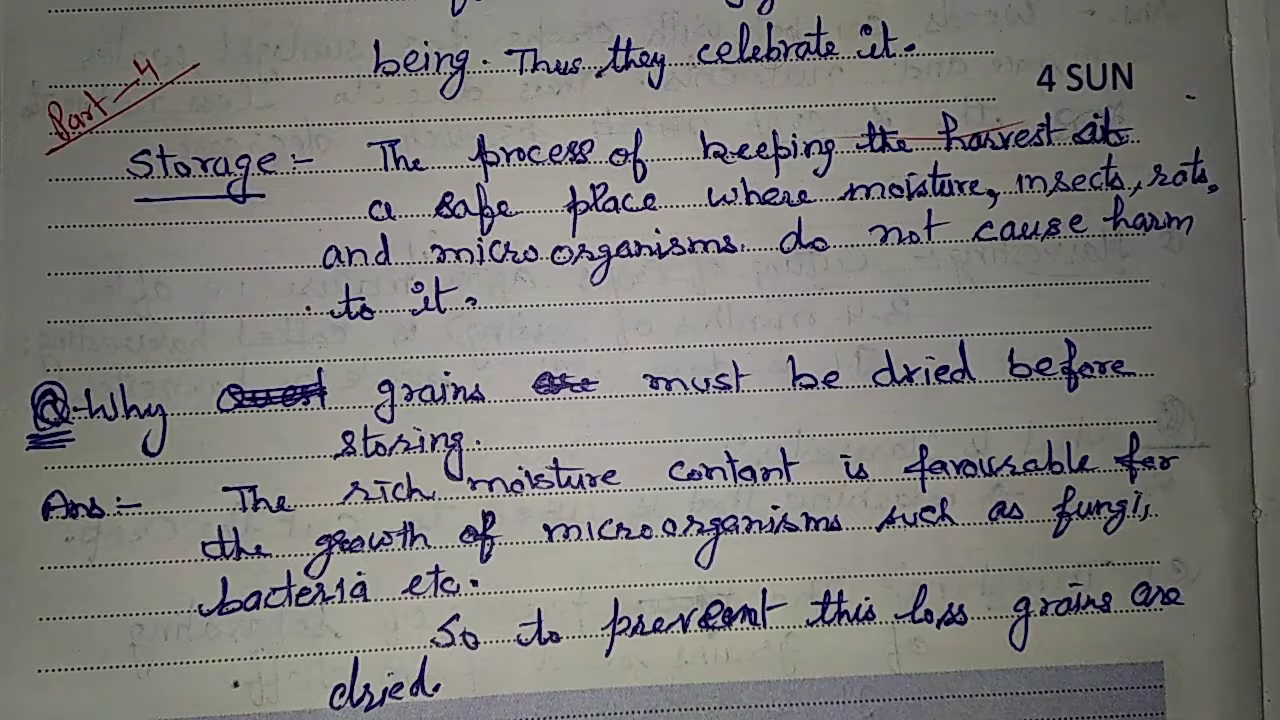 being. Thus they celebrate it.
4 SUN
Part - 4
Storage:- The process of keeping the harvest at
a safe place where moisture, insects, rats,
and microorganisms do not cause harm
to it.
Q-Why grains must be dried before
storing.
Ans:- The rich moisture contant is favourable for
the growth of microorganisms such as fungi,
bacteria etc.
So to prevent this loss grains are
dried.